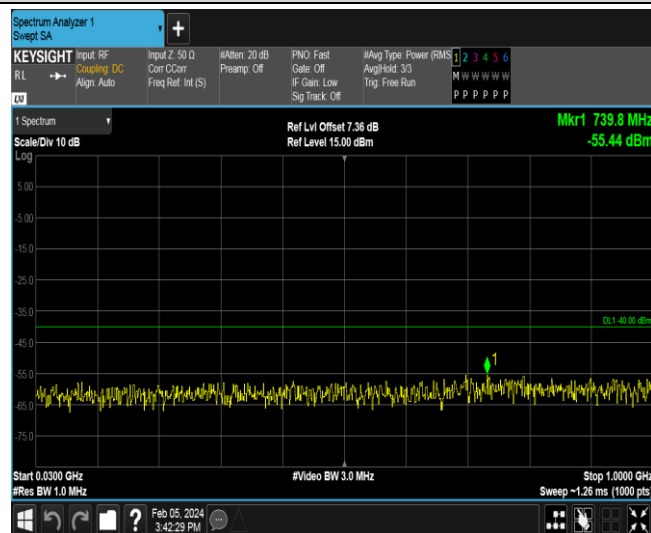 Spectrum Analyzer 1
Swept SA
+
KEYSIGHT
RL
LXI
Input: RF
Coupling: DC
Align: Auto
Input Z: 50 Ω
Corr CCorr
Freq Ref: Int (S)
#Atten: 20 dB
Preamp: Off
PNO: Fast
Gate: Off
IF Gain: Low
Sig Track: Off
#Avg Type: Power (RMS
Avg|Hold: 3/3
Trig: Free Run
1 2 3 4 5 6
M W W W W W
P P P P P P
1 Spectrum
Scale/Div 10 dB
Log
Ref Lvl Offset 7.36 dB
Ref Level 15.00 dBm
Mkr1 739.8 MHz
-55.44 dBm
5.00
-5.00
-15.0
-25.0
-35.0
DL1 -40.00 dBm
-45.0
1
-55.0
-65.0
-75.0
Start 0.0300 GHz
#Res BW 1.0 MHz
#Video BW 3.0 MHz
Stop 1.0000 GHz
Sweep ~1.26 ms (1000 pts
?
Feb 05, 2024
3:42:29 PM